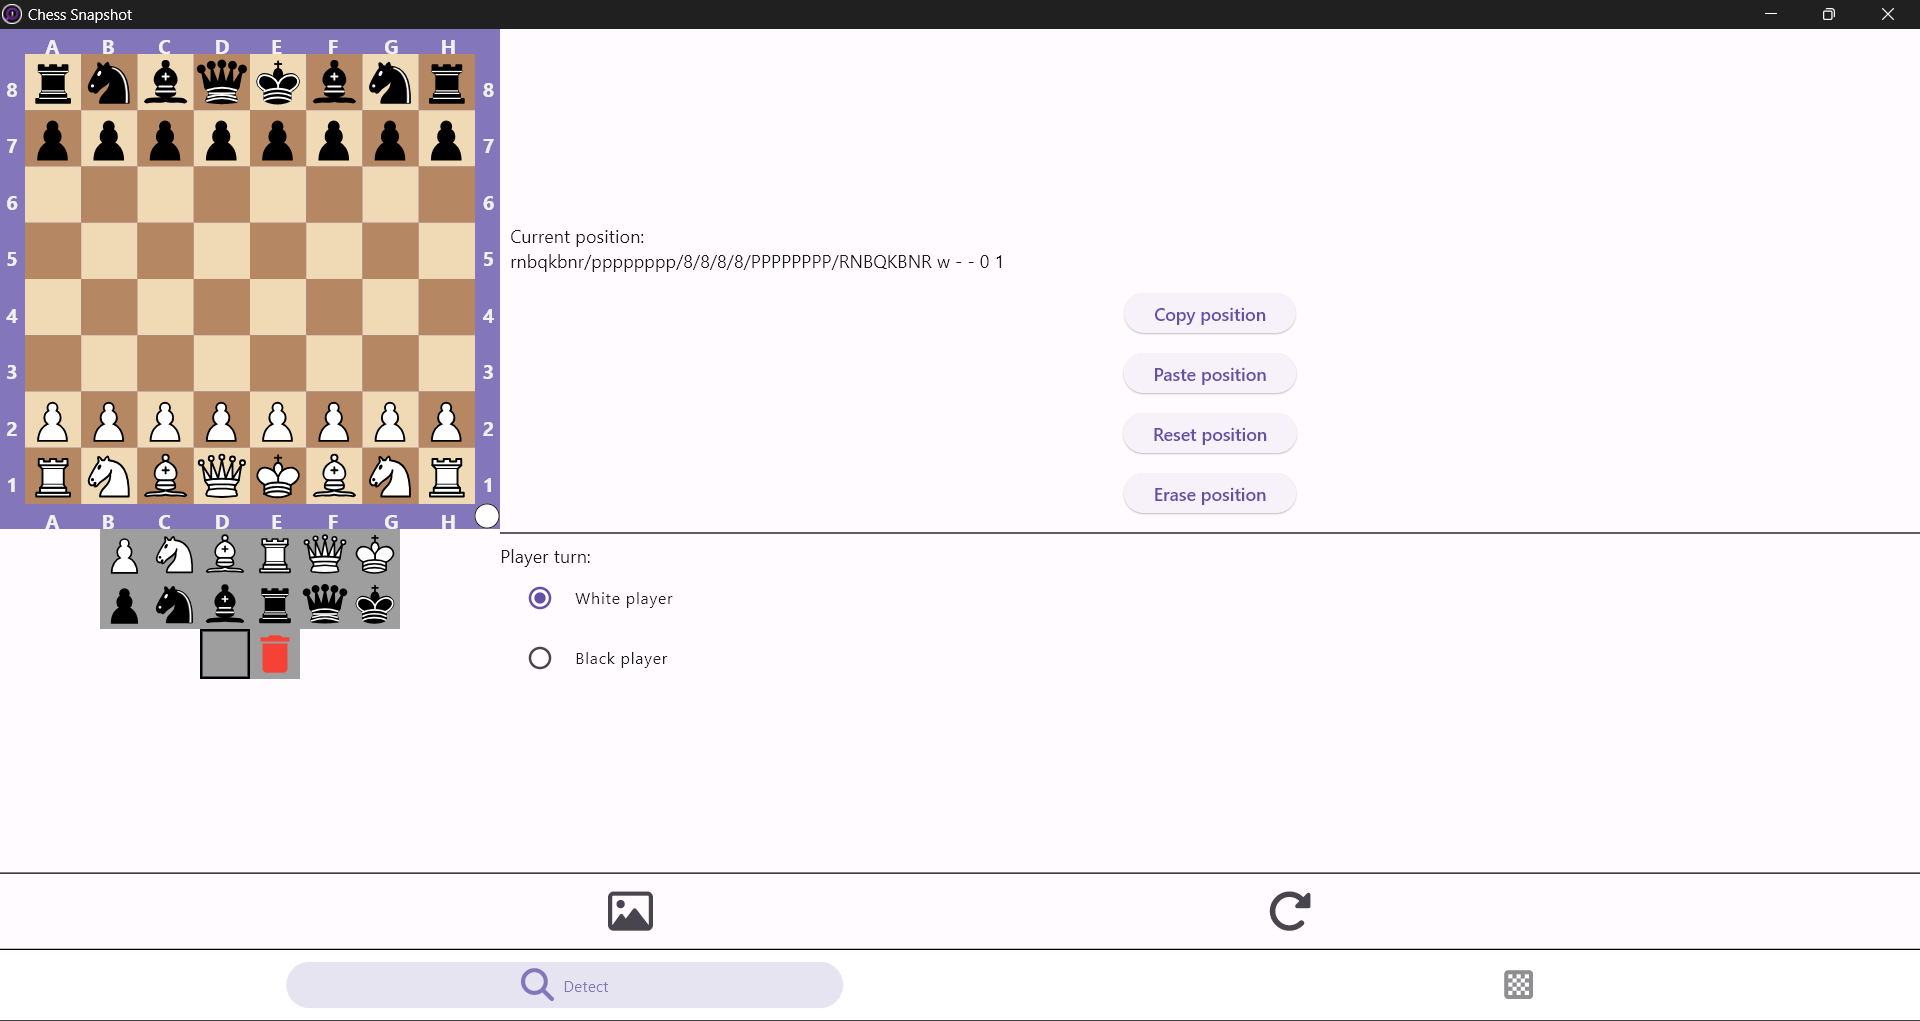 Chess Snapshot
A B C D E F G H
8 8
7 7
6 6
5 5
4 4
3 3
2 2
1 1
A B C D E F G H
Current position:
rnbqkbnr/pppppppp/8/8/8/8/PPPPPPPP/RNBQKBNR w - - 0 1
Copy position
Paste position
Reset position
Erase position
Player turn:
White player
Black player
Detect